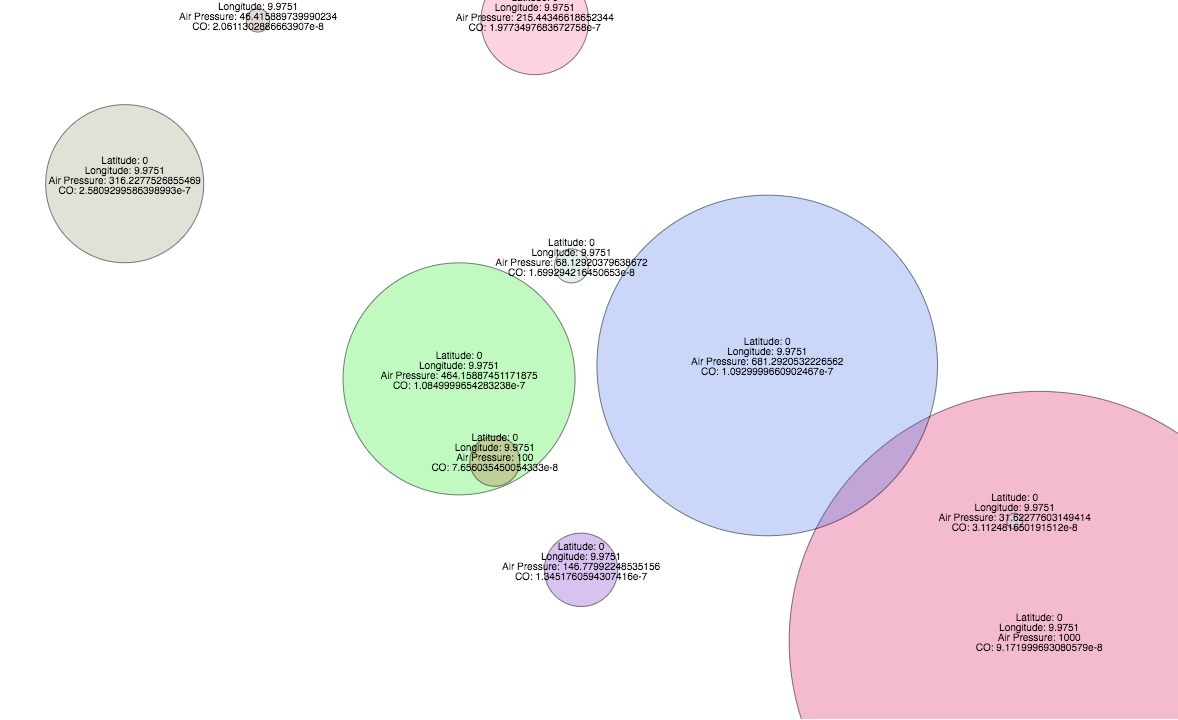 Longitude: 9.9751
Air Pressure: 46.415889739990234
CO: 2.0611302886663907e-8
Longitude: 9.9751
Air Pressure: 215.44346618652344
CO: 1.9773497683672758e-7
Latitude: 0
Longitude: 9.9751
Air Pressure: 316.2277526855469
CO: 2.5809299586398993e-7
Latitude: 0
Longitude: 9.9751
Air Pressure: 68.12920379638672
CO: 1.699294216450653e-8
Latitude: 0
Longitude: 9.9751
Air Pressure: 464.15887451171875
CO: 1.0849999654283238e-7
Latitude: 0
Longitude: 9.9751
Air Pressure: 681.2920532226562
CO: 1.0929999660902467e-7
Latitude: 0
Longitude: 9.9751
Air Pressure: 100
CO: 7.656035450054333e-8
Latitude: 0
Longitude: 9.9751
Air Pressure: 31.62277603149414
CO: 3.112481650191512e-8
Latitude: 0
Longitude: 9.9751
Air Pressure: 146.77992248535156
CO: 1.3451760594307416e-7
Latitude: 0
Longitude: 9.9751
Air Pressure: 1000
CO: 9.171999693080579e-8